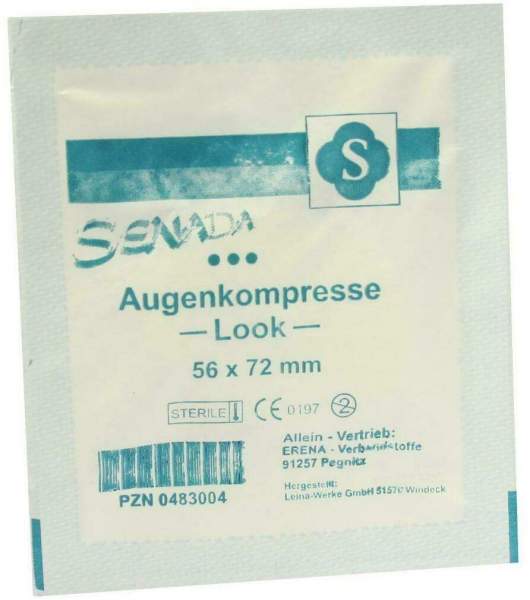 S
SENADA
Augenkompresse
— Look —
56 x 72 mm
STERILE CE 0197 2
Allein - Vertrieb:
ERENA - Verbandstoffe
91257 Pegnitz
PZN 0483004
Hergestellt:
Leina-Werke GmbH 51570 Windeck